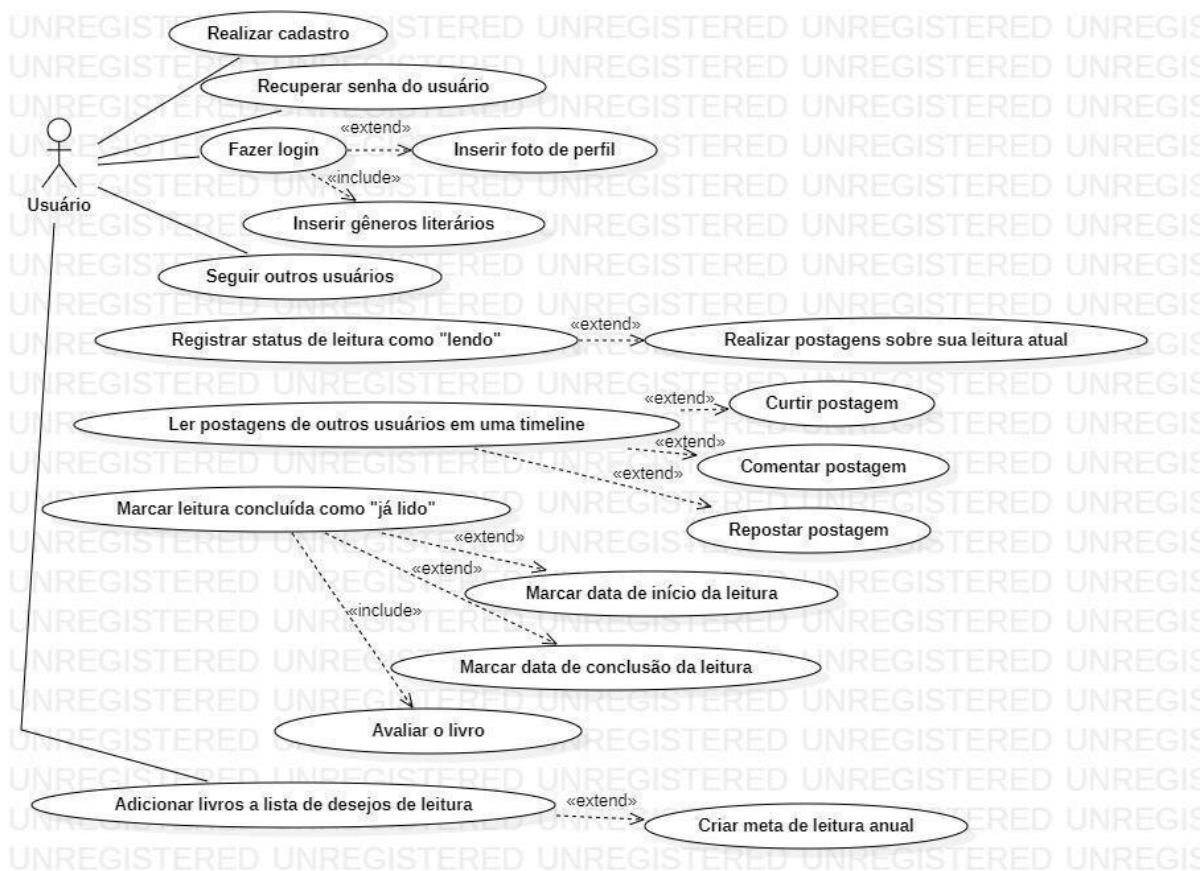 Realizar cadastro
Recuperar senha do usuário
«extend»
Fazer login
Inserir foto de perfil
«include»
Usuário
Inserir gêneros literários
Seguir outros usuários
«extend»
Registrar status de leitura como "lendo"
Realizar postagens sobre sua leitura atual
«extend»
Curtir postagem
Ler postagens de outros usuários em uma timeline
«extend»
Comentar postagem
«extend»
Marcar leitura concluída como "já lido"
Repostar postagem
«extend»
«extend»
Marcar data de início da leitura
«include»
Marcar data de conclusão da leitura
Avaliar o livro
Adicionar livros a lista de desejos de leitura
«extend»
Criar meta de leitura anual
UNREGISTERED